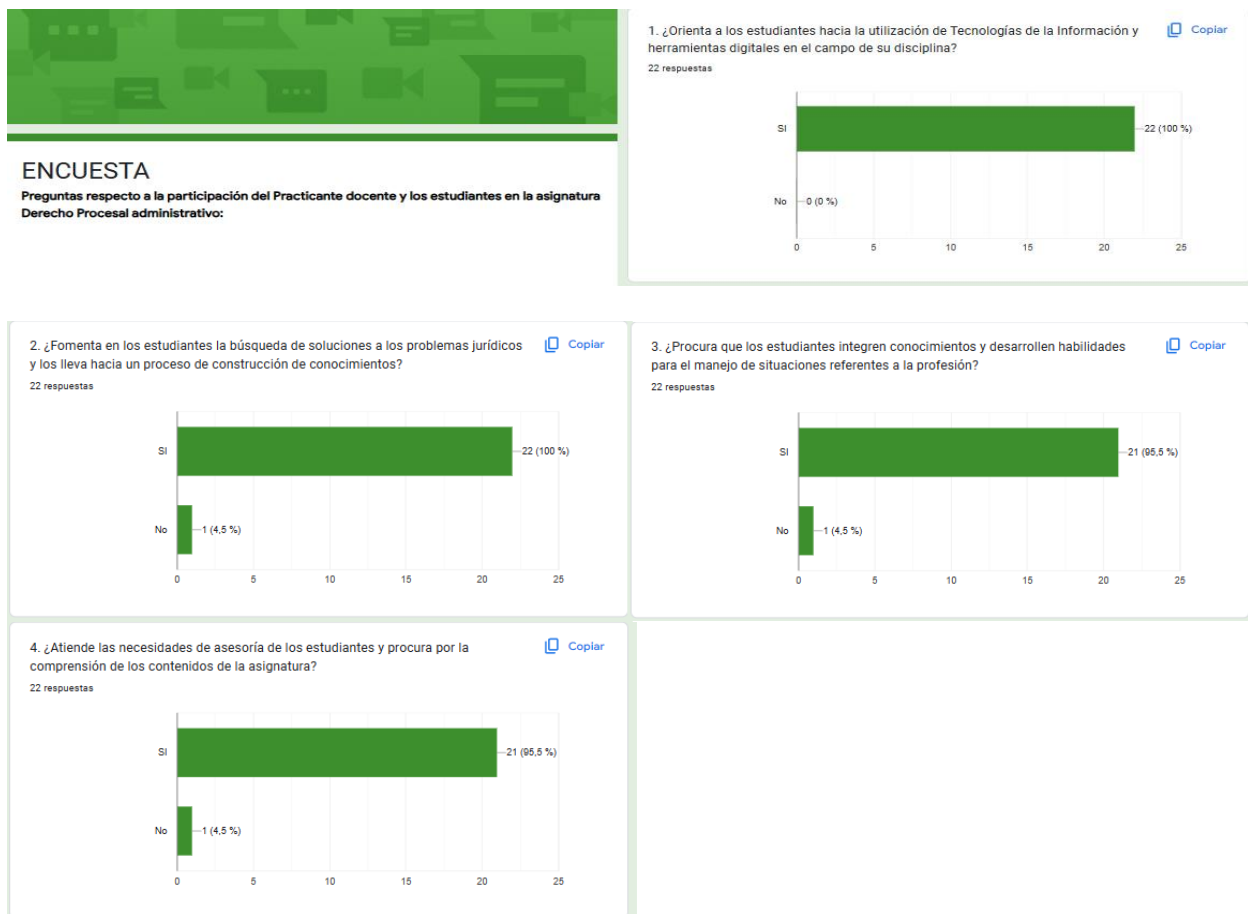 ENCUESTA
Preguntas respecto a la participación del Practicante docente y los estudiantes en la asignatura
Derecho Procesal administrativo:
1. ¿Orienta a los estudiantes hacia la utilización de Tecnologías de la Información y
herramientas digitales en el campo de su disciplina?
Copiar
22 respuestas
SI
22 (100 %)
No
0 (0 %)
0 5 10 15 20 25
2. ¿Fomenta en los estudiantes la búsqueda de soluciones a los problemas jurídicos
y los lleva hacia un proceso de construcción de conocimientos?
Copiar
22 respuestas
SI
22 (100 %)
No
1 (4,5 %)
0 5 10 15 20 25
3. ¿Procura que los estudiantes integren conocimientos y desarrollen habilidades
para el manejo de situaciones referentes a la profesión?
Copiar
22 respuestas
SI
21 (95,5 %)
No
1 (4,5 %)
0 5 10 15 20 25
4. ¿Atiende las necesidades de asesoría de los estudiantes y procura por la
comprensión de los contenidos de la asignatura?
Copiar
22 respuestas
SI
21 (95,5 %)
No
1 (4,5 %)
0 5 10 15 20 25